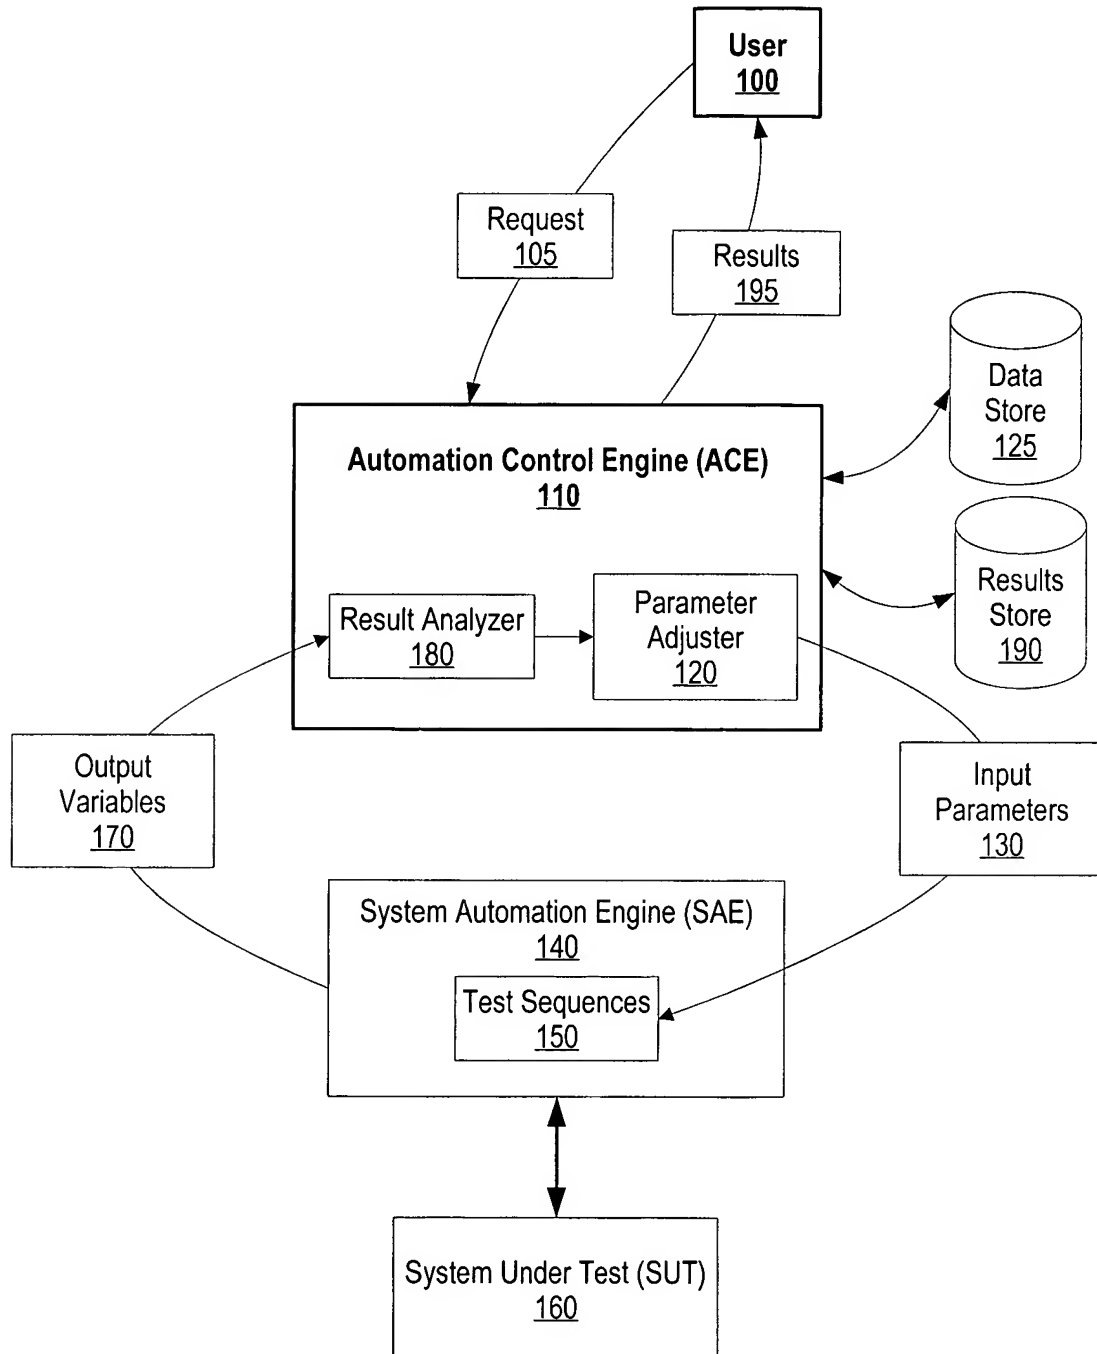 User
100
Request
105
Results
195
Data
Store
125
Automation Control Engine (ACE)
110
Results
Store
190
Result Analyzer
180
Parameter
Adjuster
120
Output
Variables
170
Input
Parameters
130
System Automation Engine (SAE)
140
Test Sequences
150
System Under Test (SUT)
160